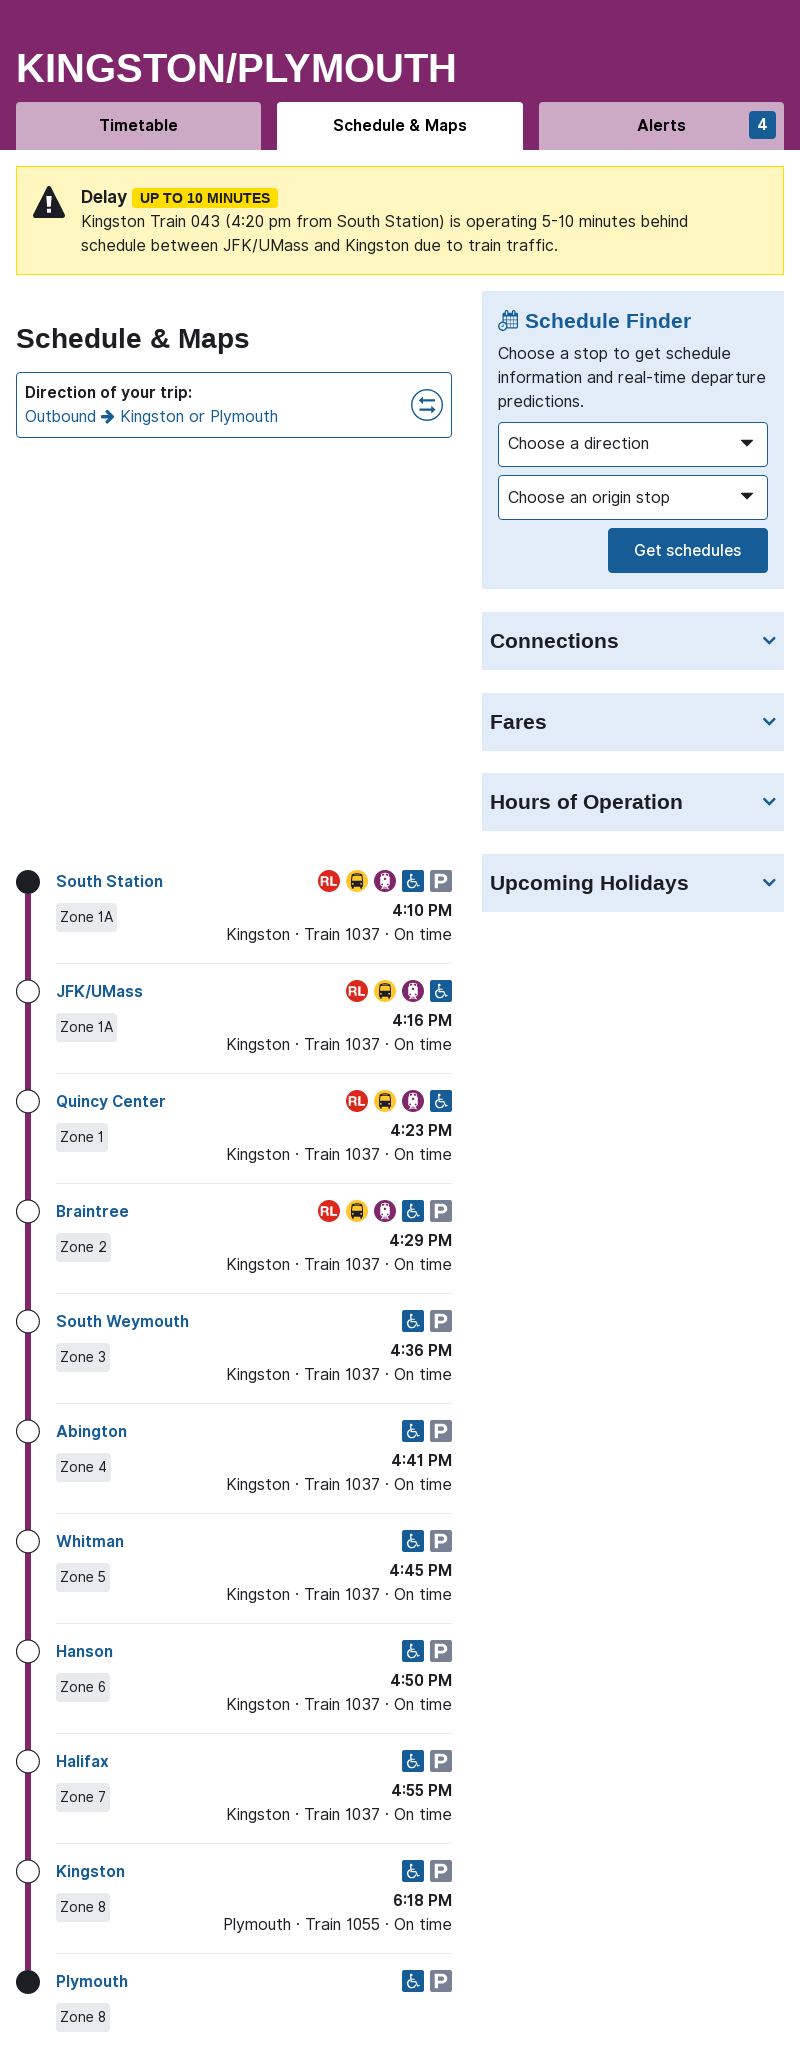 KINGSTON/PLYMOUTH
Timetable
Schedule & Maps
Alerts
4
Delay UP TO 10 MINUTES
Kingston Train 043 (4:20 pm from South Station) is operating 5-10 minutes behind
schedule between JFK/UMass and Kingston due to train traffic.
Schedule & Maps
Direction of your trip:
Outbound Kingston or Plymouth
Schedule Finder
Choose a stop to get schedule
information and real-time departure
predictions.
Choose a direction
Choose an origin stop
Get schedules
Connections
Fares
Hours of Operation
Upcoming Holidays
South Station
RL
P
Zone 1A
4:10 PM
Kingston · Train 1037 · On time
JFK/UMass
RL
Zone 1A
4:16 PM
Kingston · Train 1037 · On time
Quincy Center
RL
Zone 1
4:23 PM
Kingston · Train 1037 · On time
Braintree
RL
P
Zone 2
4:29 PM
Kingston · Train 1037 · On time
South Weymouth
P
Zone 3
4:36 PM
Kingston · Train 1037 · On time
Abington
P
Zone 4
4:41 PM
Kingston · Train 1037 · On time
Whitman
P
Zone 5
4:45 PM
Kingston · Train 1037 · On time
Hanson
P
Zone 6
4:50 PM
Kingston · Train 1037 · On time
Halifax
P
Zone 7
4:55 PM
Kingston · Train 1037 · On time
Kingston
P
Zone 8
6:18 PM
Plymouth · Train 1055 · On time
Plymouth
P
Zone 8